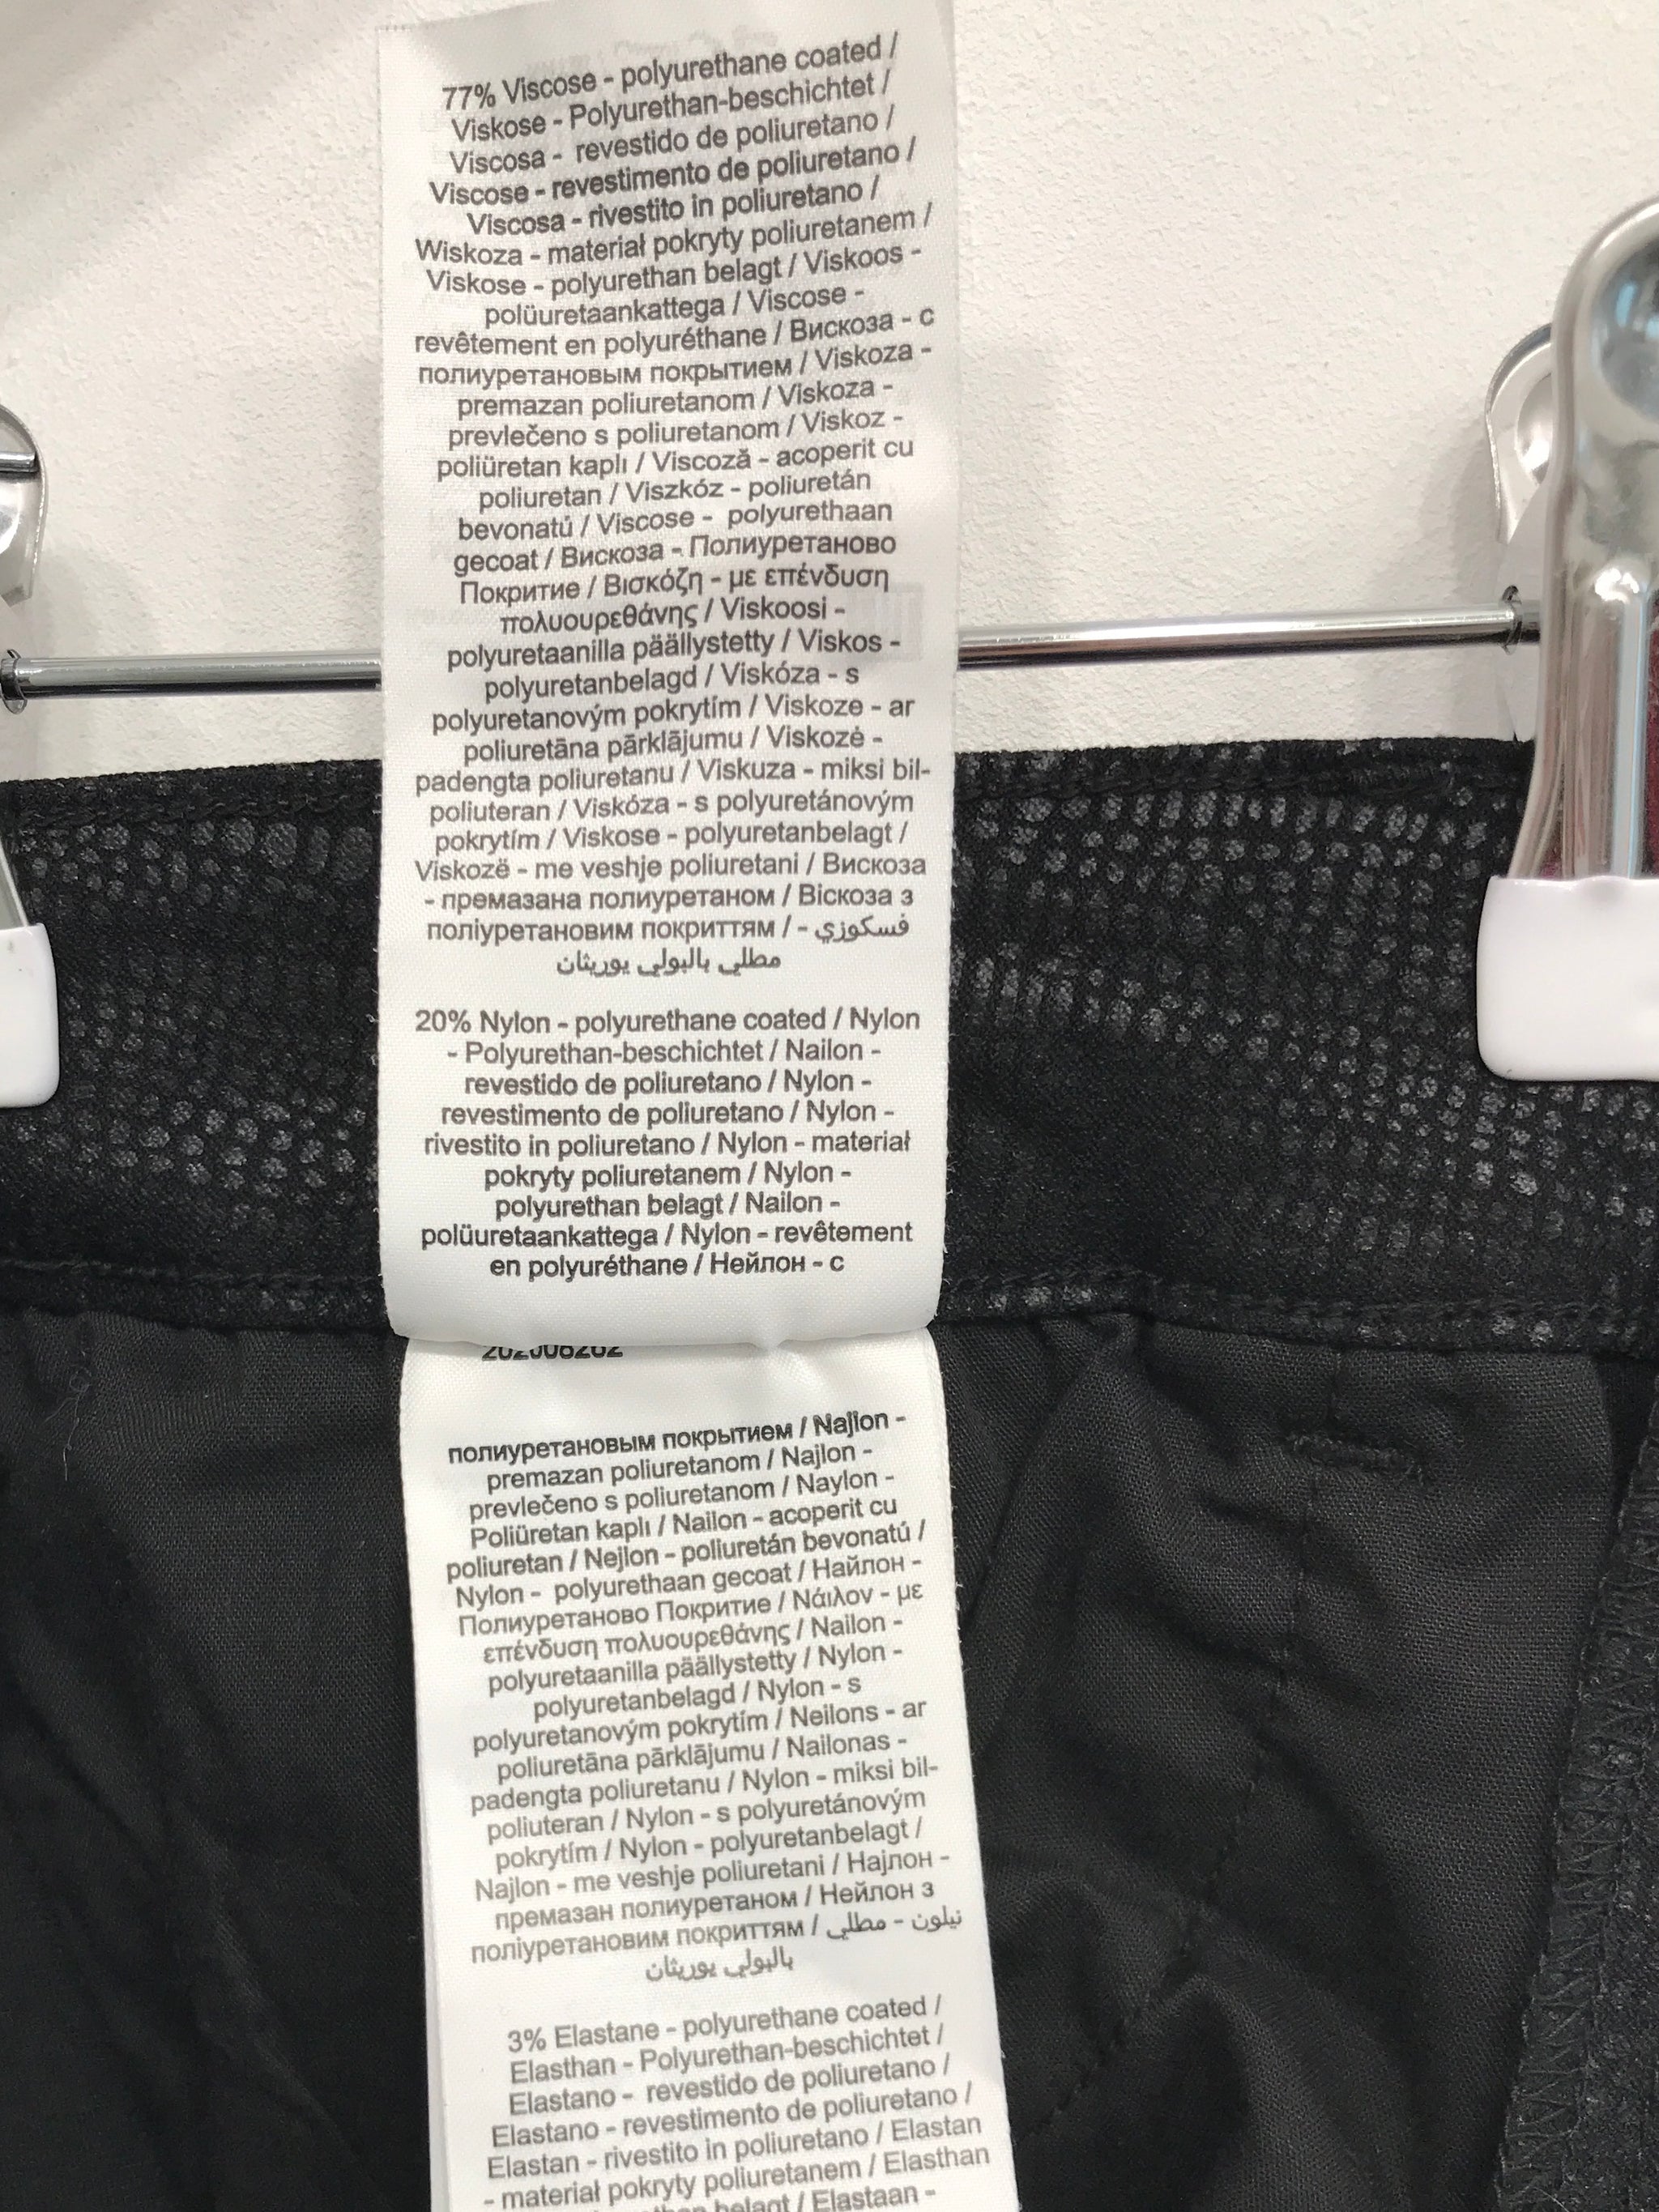 77% Viscose - polyurethane coated /
Viskose - Polyurethan-beschichtet /
Viscosa -  revestido de poliuretano /
Viscose - revestimento de poliuretano /
Viscosa - rivestito in poliuretano /
Wiskoza - materiał pokryty poliuretanem /
Viskose - polyurethan belagt / Viskoos -
polüuretaankattega / Viscose -
revêtement en polyuréthane / Вискоза - с
полиуретановым покрытием / Viskoza -
premazan poliuretanom / Viskoza -
prevlečeno s poliuretanom / Viskoz -
poliüretan kaplı / Viscoză - acoperit cu
poliuretan / Viszkóz - poliuretán
bevonatú / Viscose -  polyurethaan
gecoat / Вискоза - Полиуретаново
Покритие / Βισκόζη - με επένδυση
πολυουρεθάνης / Viskoosi -
polyuretaanilla päällystetty / Viskos -
polyuretanbelagd / Viskóza - s
polyuretanovým pokrytím / Viskoze - ar
poliuretāna pārklājumu / Viskozė -
padengta poliuretanu / Viskuza - miksi bil-
poliuteran / Viskóza - s polyuretánovým
pokrytím / Viskose - polyuretanbelagt /
Viskozë - me veshje poliuretani / Вискоза
- премазана полиуретаном / Віскоза з
поліуретановим покриттям / فسكوزي -
مطلي بالبولي يوريثان
20% Nylon - polyurethane coated / Nylon
- Polyurethan-beschichtet / Nailon -
revestido de poliuretano / Nylon -
revestimento de poliuretano / Nylon -
rivestito in poliuretano / Nylon - materiał
pokryty poliuretanem / Nylon -
polyurethan belagt / Nailon -
polüuretaankattega / Nylon - revêtement
en polyuréthane / Нейлон - с
полиуретановым покрытием / Najlon -
premazan poliuretanom / Najlon -
prevlečeno s poliuretanom / Naylon -
Poliüretan kaplı / Nailon - acoperit cu
poliuretan / Nejlon - poliuretán bevonatú /
Nylon -  polyurethaan gecoat / Найлон -
Полиуретаново Покритие / Νάιλον - με
επένδυση πολυουρεθάνης / Nailon -
polyuretaanilla päällystetty / Nylon -
polyuretanbelagd / Nylon - s
polyuretanovým pokrytím / Neilons - ar
poliuretāna pārklājumu / Nailonas -
padengta poliuretanu / Nylon - miksi bil-
poliuteran / Nylon - s polyuretánovým
pokrytím / Nylon - polyuretanbelagt /
Najlon - me veshje poliuretani / Најлон -
премазан полиуретаном / Нейлон з
поліуретановим покриттям / نيلون - مطلي
بالبولي يوريثان
3% Elastane - polyurethane coated /
Elasthan - Polyurethan-beschichtet /
Elastano -  revestido de poliuretano /
Elastano - revestimento de poliuretano /
Elastan - rivestito in poliuretano / Elastan
- materiał pokryty poliuretanem / Elasthan
belagt / Elastaan -